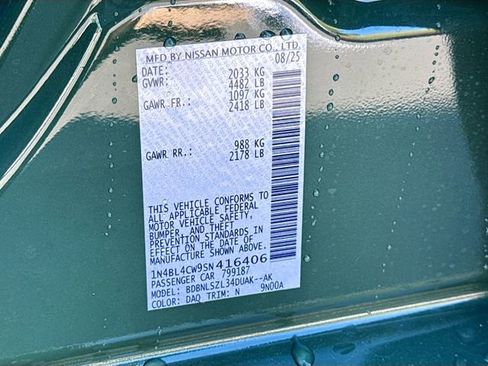 MFD BY NISSAN MOTOR CO., LTD.
08/25
DATE:
GVWR: 2033 KG
4482 LB
GAWR FR.: 1097 KG
2418 LB
GAWR RR.: 988 KG
2178 LB
THIS VEHICLE CONFORMS TO
ALL APPLICABLE FEDERAL
MOTOR VEHICLE SAFETY,
BUMPER, AND THEFT
PREVENTION STANDARDS IN
EFFECT ON THE DATE OF
MANUFACTURE SHOWN ABOVE.
1N4BL4CW9SN416406
PASSENGER CAR 799187
MODEL: BDBNLSZL34DUAK--AK
COLOR: DAQ TRIM: N 9N00A